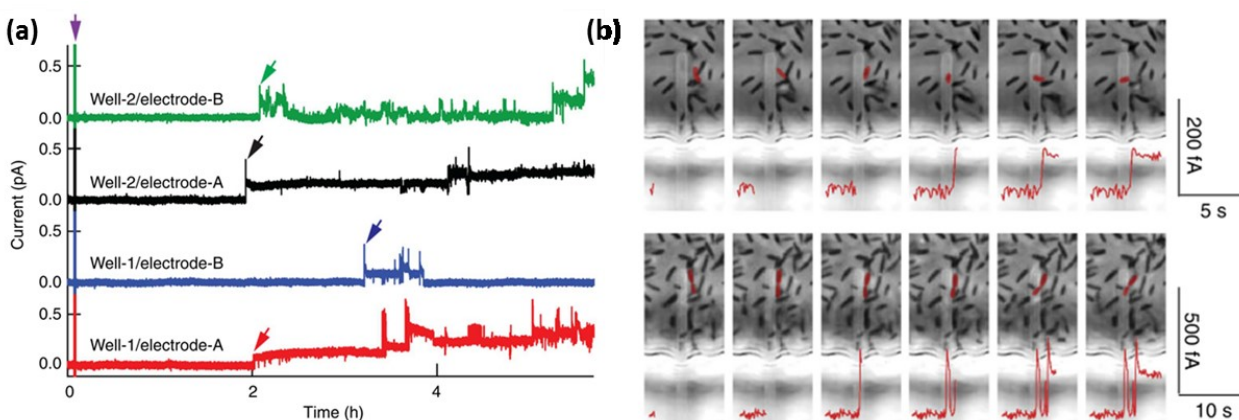 (a)
0.5
0.0
Well-2/electrode-B
0.5
0.0
Well-2/electrode-A
0.5
0.0
Well-1/electrode-B
0.5
0.0
Well-1/electrode-A
Current (pA)
0
2
4
Time (h)
(b)
200 fA
5 s
500 fA
10 s